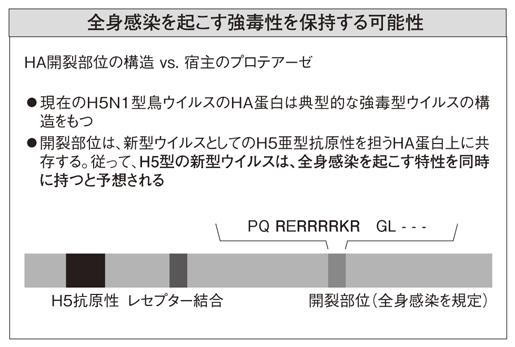 全身感染を起こす強毒性を保持する可能性
HA開裂部位の構造 vs. 宿主のプロテアーゼ
●現在のH5N1型鳥ウイルスのHA蛋白は典型的な強毒型ウイルスの構
造をもつ
●開裂部位は、新型ウイルスとしてのH5亜型抗原性を担うHA蛋白上に共
存する。従って、H5型の新型ウイルスは、全身感染を起こす特性を同時
に持つと予想される
PQ RERRRRKR GL - - -
H5抗原性 レセプター結合 開裂部位(全身感染を規定)